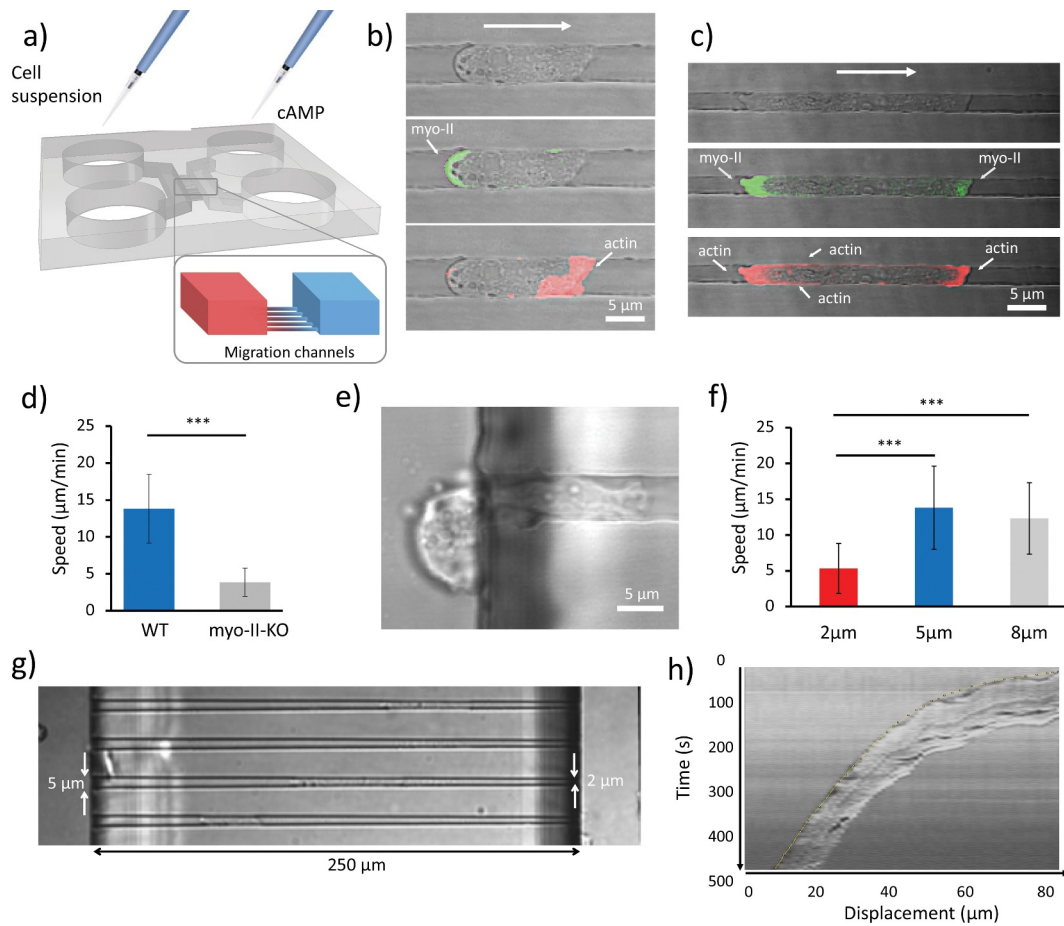 a)
Cell
suspension
cAMP
Migration channels
b)
myo-II
actin
5 µm
c)
myo-II
myo-II
actin
actin
actin
actin
5 µm
d)
***
Speed (µm/min)
25
20
15
10
5
0
WT
myo-II-KO
e)
5 µm
f)
***
***
Speed (µm/min)
25
20
15
10
5
0
2µm
5µm
8µm
g)
5 µm
2 µm
250 µm
h)
Time (s)
0
100
200
300
400
500
0
20
40
60
80
Displacement (µm)